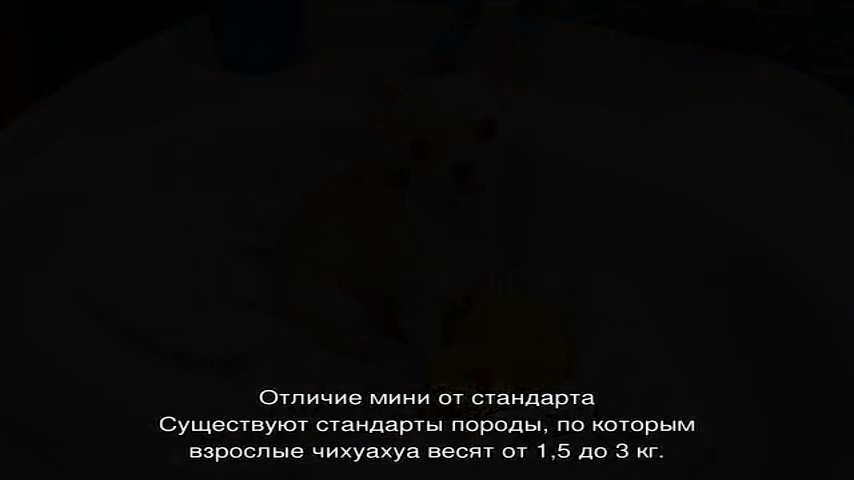 Отличие мини от стандарта
Существуют стандарты породы, по которым
взрослые чихуахуа весят от 1,5 до 3 кг.